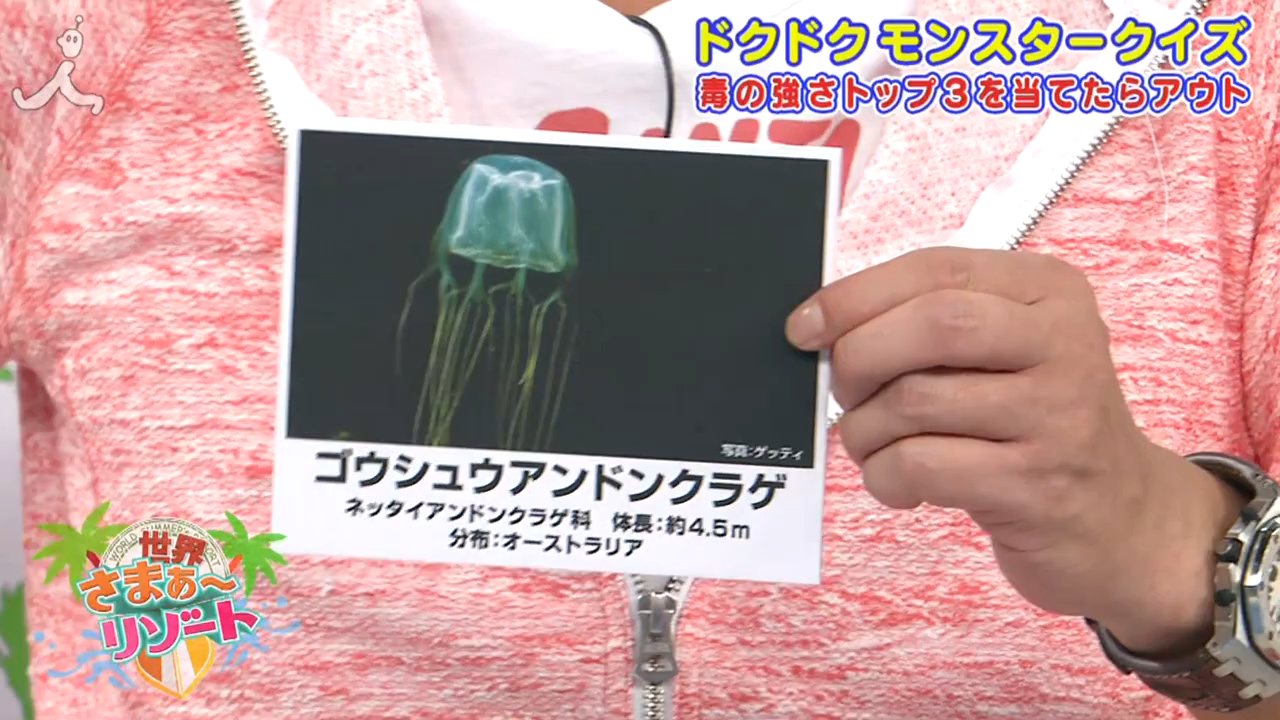 ドクドクモンスタークイズ
毒の強さトップ3を当てたらアウト
写真:ゲッティ
ゴウシュウアンドンクラゲ
ネッタイアンドンクラゲ科 体長:約4.5m
分布:オーストラリア
WORLD SUMMER'S RESORT
世界
さまぁ～
リゾート